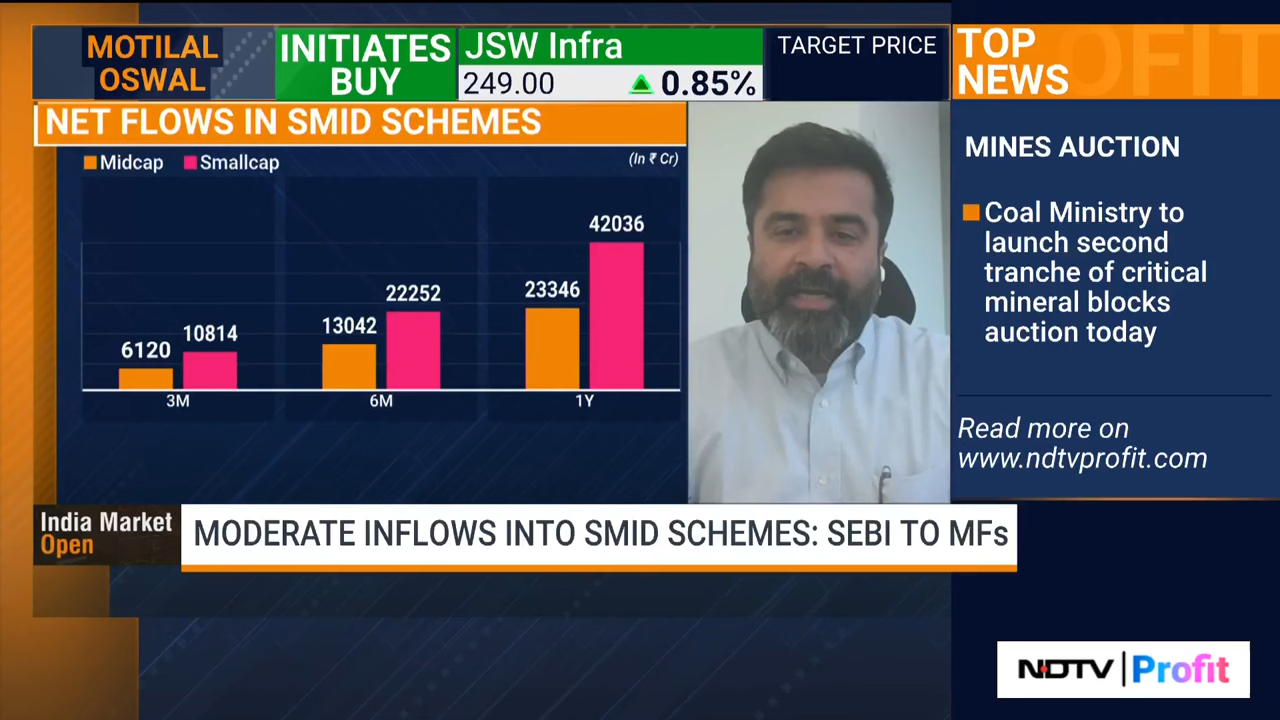 MOTILAL
OSWAL
INITIATES
BUY
JSW Infra
249.00 ▲ 0.85%
TARGET PRICE
TOP
NEWS
NET FLOWS IN SMID SCHEMES
Midcap Smallcap
(In ₹ Cr)
6120 10814
13042 22252
23346 42036
3M 6M 1Y
MINES AUCTION
Coal Ministry to
launch second
tranche of critical
mineral blocks
auction today
Read more on
www.ndtvprofit.com
India Market
Open
MODERATE INFLOWS INTO SMID SCHEMES: SEBI TO MFs
NDTV Profit